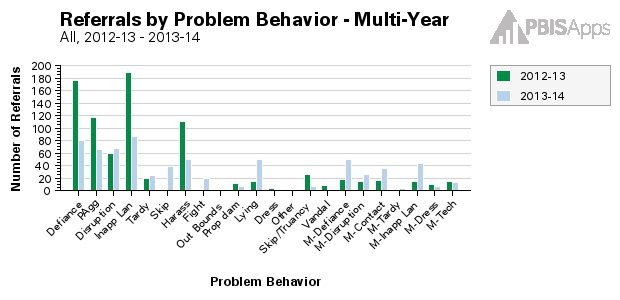 Referrals by Problem Behavior - Multi-Year
All, 2012-13 - 2013-14
PBISApps
2012-13
2013-14
Number of Referrals
200
180
160
140
120
100
80
60
40
20
0
Defiance
PAgg
Disruption
Inapp Lan
Tardy
Skip
Harass
Fight
Out Bounds
Prop dam
Lying
Dress
Other
Skip/Truancy
Vandal
M-Defiance
M-Disruption
M-Contact
M-Tardy
M-Inapp Lan
M-Dress
M-Tech
Problem Behavior